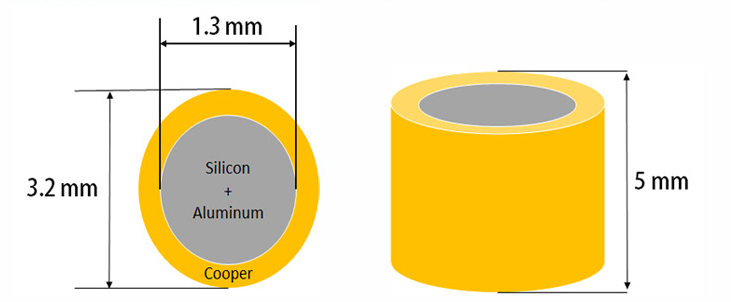 1.3 mm
3.2 mm
Silicon
+
Aluminum
Cooper
5 mm